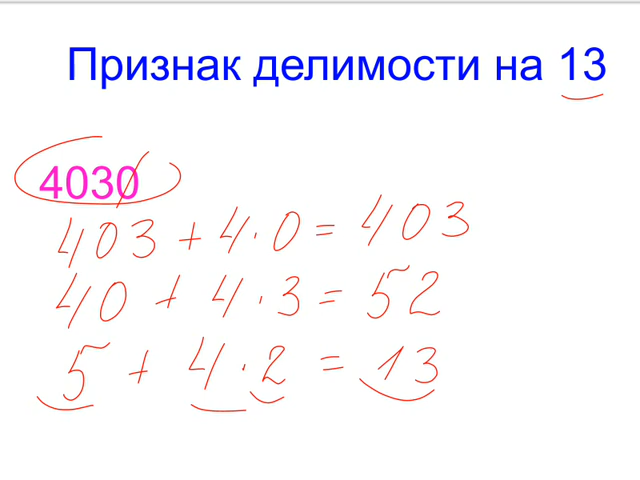 Признак делимости на 13
4030
403 + 4 · 0 = 403
40 + 4 · 3 = 52
5 + 4 · 2 = 13